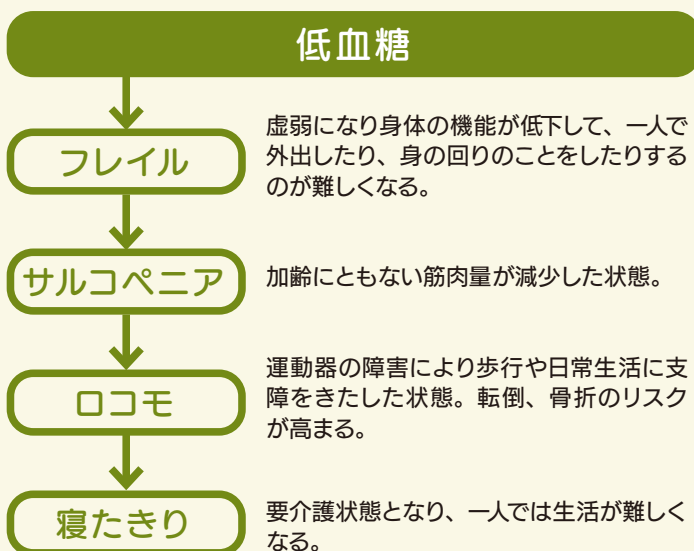 低血糖
フレイル
虚弱になり身体の機能が低下して、一人で
外出したり、身の回りのことをしたりする
のが難しくなる。
サルコペニア
加齢にともない筋肉量が減少した状態。
ロコモ
運動器の障害により歩行や日常生活に支
障をきたした状態。転倒、骨折のリスク
が高まる。
寝たきり
要介護状態となり、一人では生活が難しく
なる。